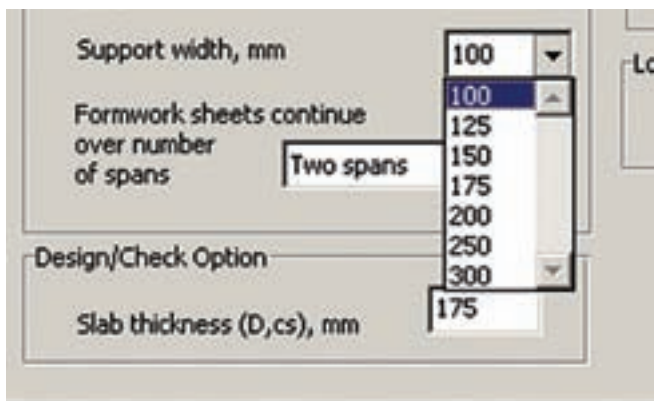 Support width, mm
100
100
125
150
175
200
250
300
Formwork sheets continue
over number
of spans
Two spans
Design/Check Option
Slab thickness (D,cs), mm
175
Lo